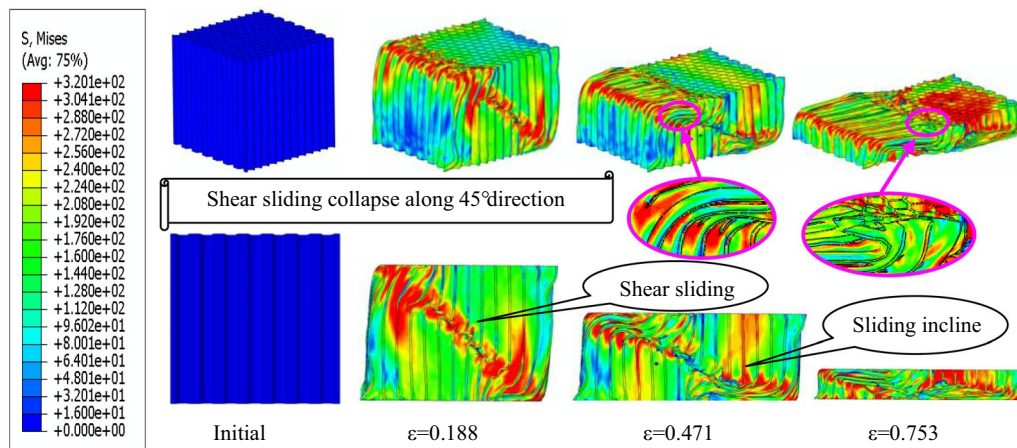 S, Mises
(Avg: 75%)
+3.201e+02
+3.041e+02
+2.880e+02
+2.720e+02
+2.560e+02
+2.400e+02
+2.240e+02
+2.080e+02
+1.920e+02
+1.760e+02
+1.600e+02
+1.440e+02
+1.280e+02
+1.120e+02
+9.602e+01
+8.001e+01
+6.401e+01
+4.801e+01
+3.201e+01
+1.600e+01
+0.000e+00
Shear sliding collapse along 45°direction
Shear sliding
Sliding incline
Initial
ε=0.188
ε=0.471
ε=0.753